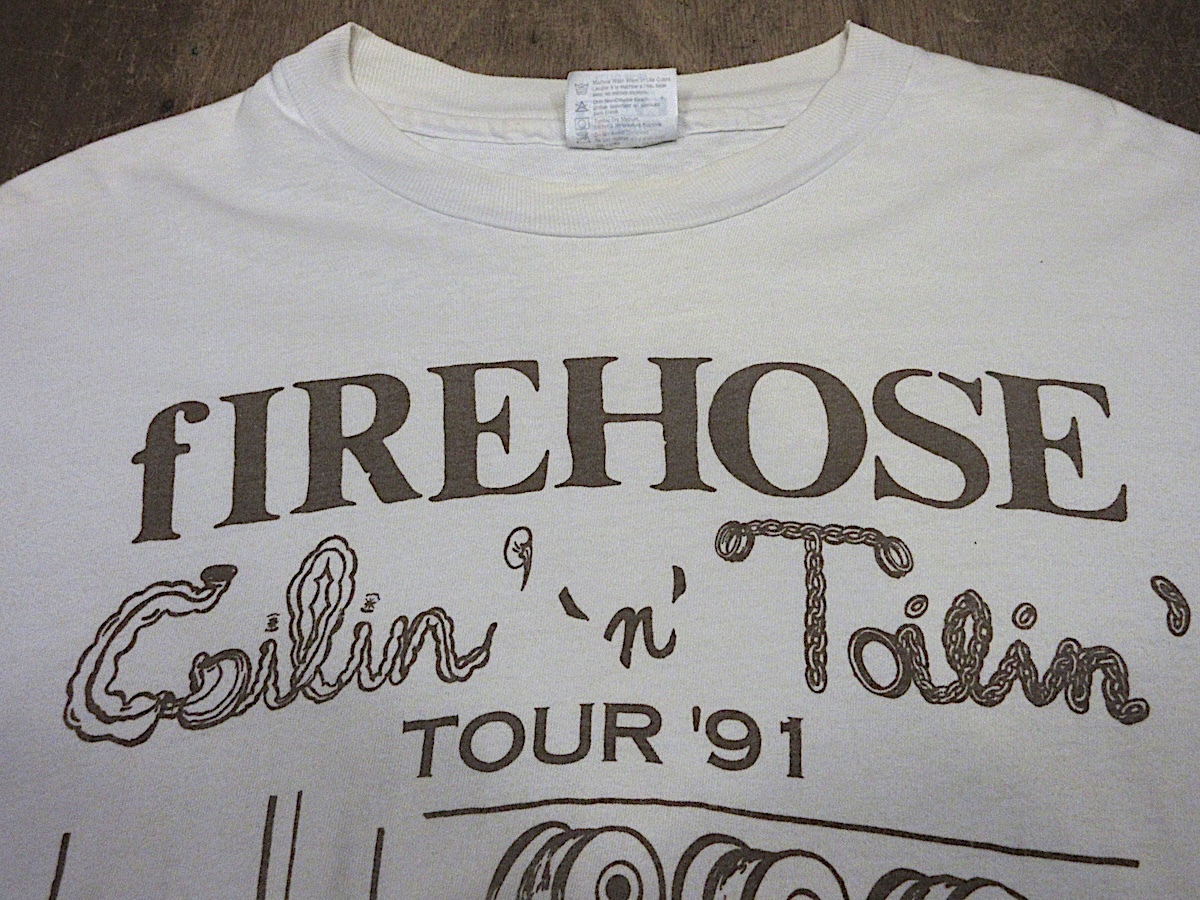 fIREHOSE
Coilin' 'n' Toilin'
TOUR '91